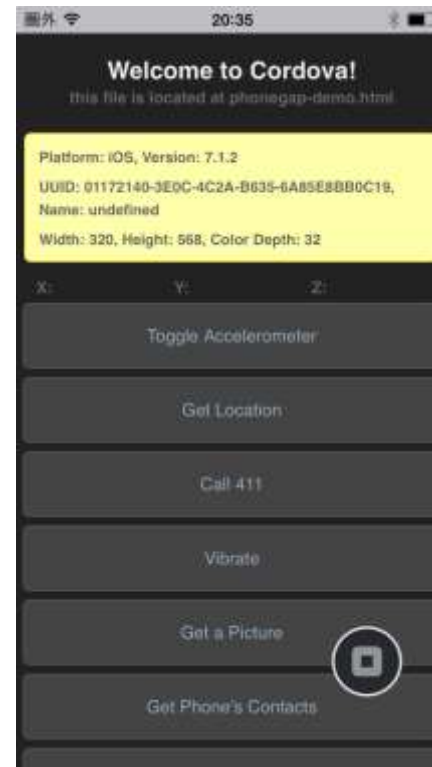 圏外 20:35
Welcome to Cordova!
this file is located at phonegap-demo.html
Platform: iOS, Version: 7.1.2
UUID: 01172140-3E0C-4C2A-B635-6A85E8BB0C19,
Name: undefined
Width: 320, Height: 568, Color Depth: 32
X: Y: Z:
Toggle Accelerometer
Get Location
Call 411
Vibrate
Get a Picture
Get Phone's Contacts